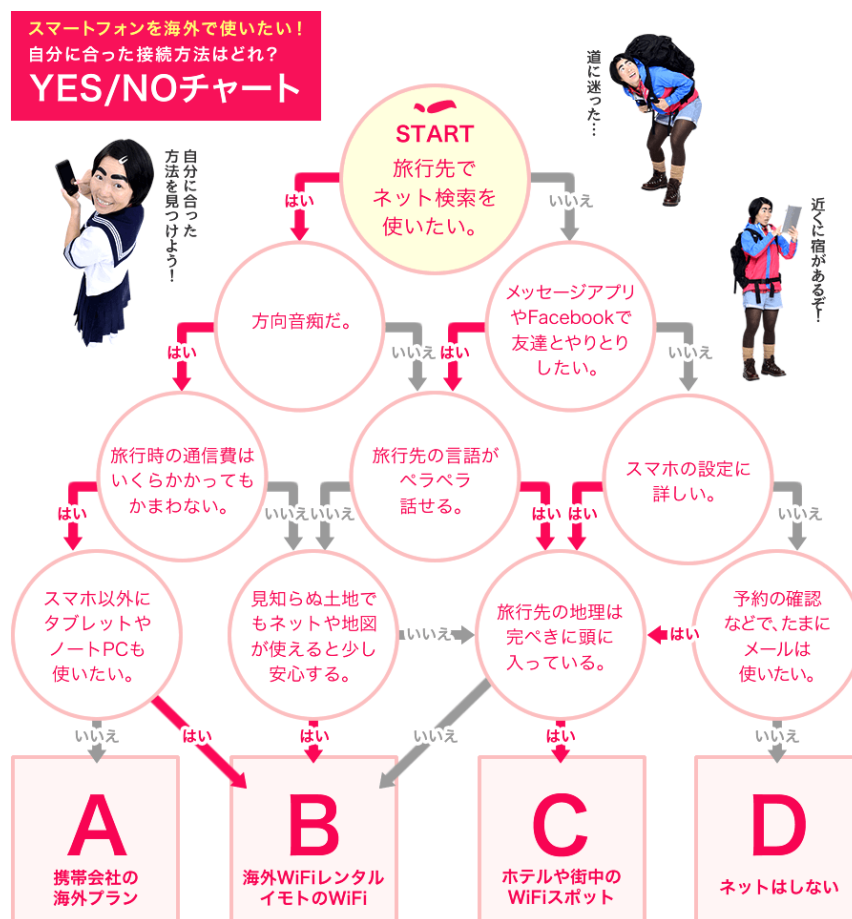 スマートフォンを海外で使いたい！
自分に合った接続方法はどれ？
YES/NOチャート
自分に合った
方法を見つけよう！
道に迷った…
近くに宿があるぞ！
START
旅行先で
ネット検索を
使いたい。
はい
いいえ
方向音痴だ。
メッセージアプリ
やFacebookで
友達とやりとり
したい。
はい
いいえ
はい
いいえ
旅行時の通信費は
いくらかかっても
かまわない。
旅行先の言語が
ペラペラ
話せる。
スマホの設定に
詳しい。
はい
いいえ
いいえ
はい
はい
いいえ
スマホ以外に
タブレットや
ノートPCも
使いたい。
見知らぬ土地で
もネットや地図
が使えると少し
安心する。
いいえ
旅行先の地理は
完ぺきに頭に
入っている。
はい
予約の確認
などで、たまに
メールは
使いたい。
いいえ
はい
はい
いいえ
はい
いいえ
A
携帯会社の
海外プラン
B
海外WiFiレンタル
イモトのWiFi
C
ホテルや街中の
WiFiスポット
D
ネットはしない